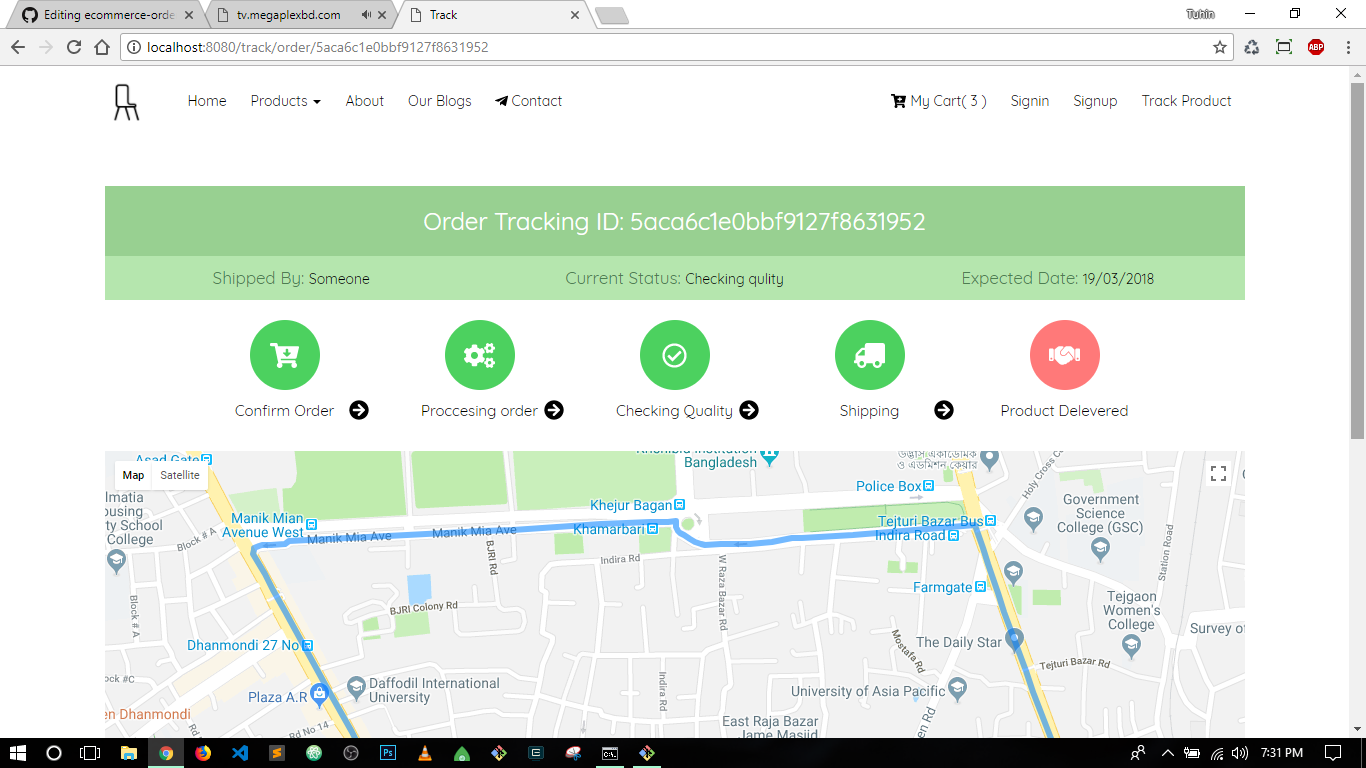 Editing ecommerce-orde
tv.megaplexbd.com
Track
Tuhin
localhost:8080/track/order/5aca6c1e0bbf9127f8631952
ABP
Home
Products
About
Our Blogs
Contact
My Cart( 3 )
Signin
Signup
Track Product
Order Tracking ID: 5aca6c1e0bbf9127f8631952
Shipped By: Someone
Current Status: Checking qulity
Expected Date: 19/03/2018
Confirm Order
Proccesing order
Checking Quality
Shipping
Product Delevered
Map
Satellite
Asad Gate
Bangladesh
ও এডমিশন কেয়ার
Holy Cross C
Police Box
Khejur Bagan
Government
Science
College (GSC)
lmatia
ousing
ty School
College
Manik Mian
Avenue West
Manik Mia Ave
Manik Mia Ave
Khamarbari
Tejturi Bazar Bus
Indira Road
Block # A
BJRI Rd
Indira Rd
W Raza Bazar Rd
Station Road
Farmgate
BJRI Colony Rd
Block # A
Tejgaon
Women's
College
Survey o
Dhanmondi 27 No
The Daily Star
Mostafa Rd
Tejturi Bazar Rd
ck #C
Daffodil International
University
Plaza A.R
Indira Rd
University of Asia Pacific
en Dhanmondi
Rd No 14
East Raja Bazar
Jame Masjid
en Rd
Ps
C:\.
7:31 PM